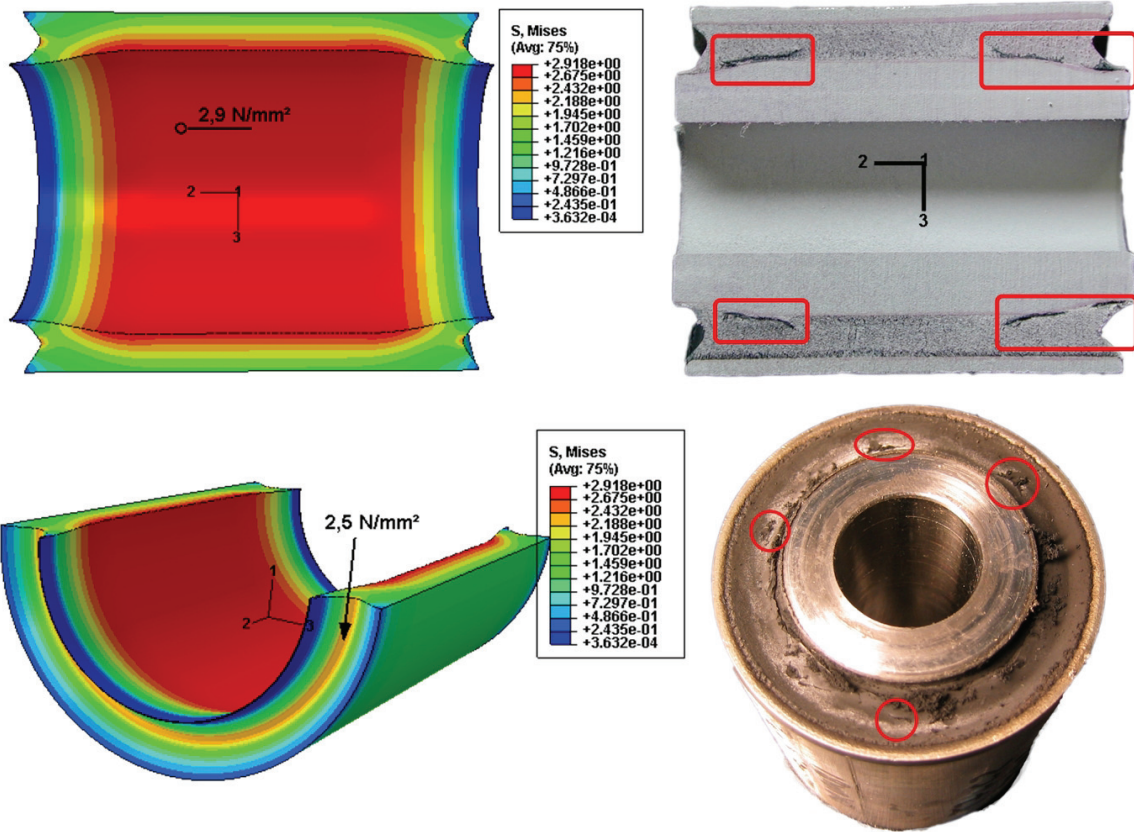 S, Mises
(Avg: 75%)
+2.918e+00
+2.675e+00
+2.432e+00
+2.188e+00
+1.945e+00
+1.702e+00
+1.459e+00
+1.216e+00
+9.728e-01
+7.297e-01
+4.866e-01
+2.435e-01
+3.632e-04
2,9 N/mm²
2 1
3
2 1
3
S, Mises
(Avg: 75%)
+2.918e+00
+2.675e+00
+2.432e+00
+2.188e+00
+1.945e+00
+1.702e+00
+1.459e+00
+1.216e+00
+9.728e-01
+7.297e-01
+4.866e-01
+2.435e-01
+3.632e-04
2,5 N/mm²
1
2 3